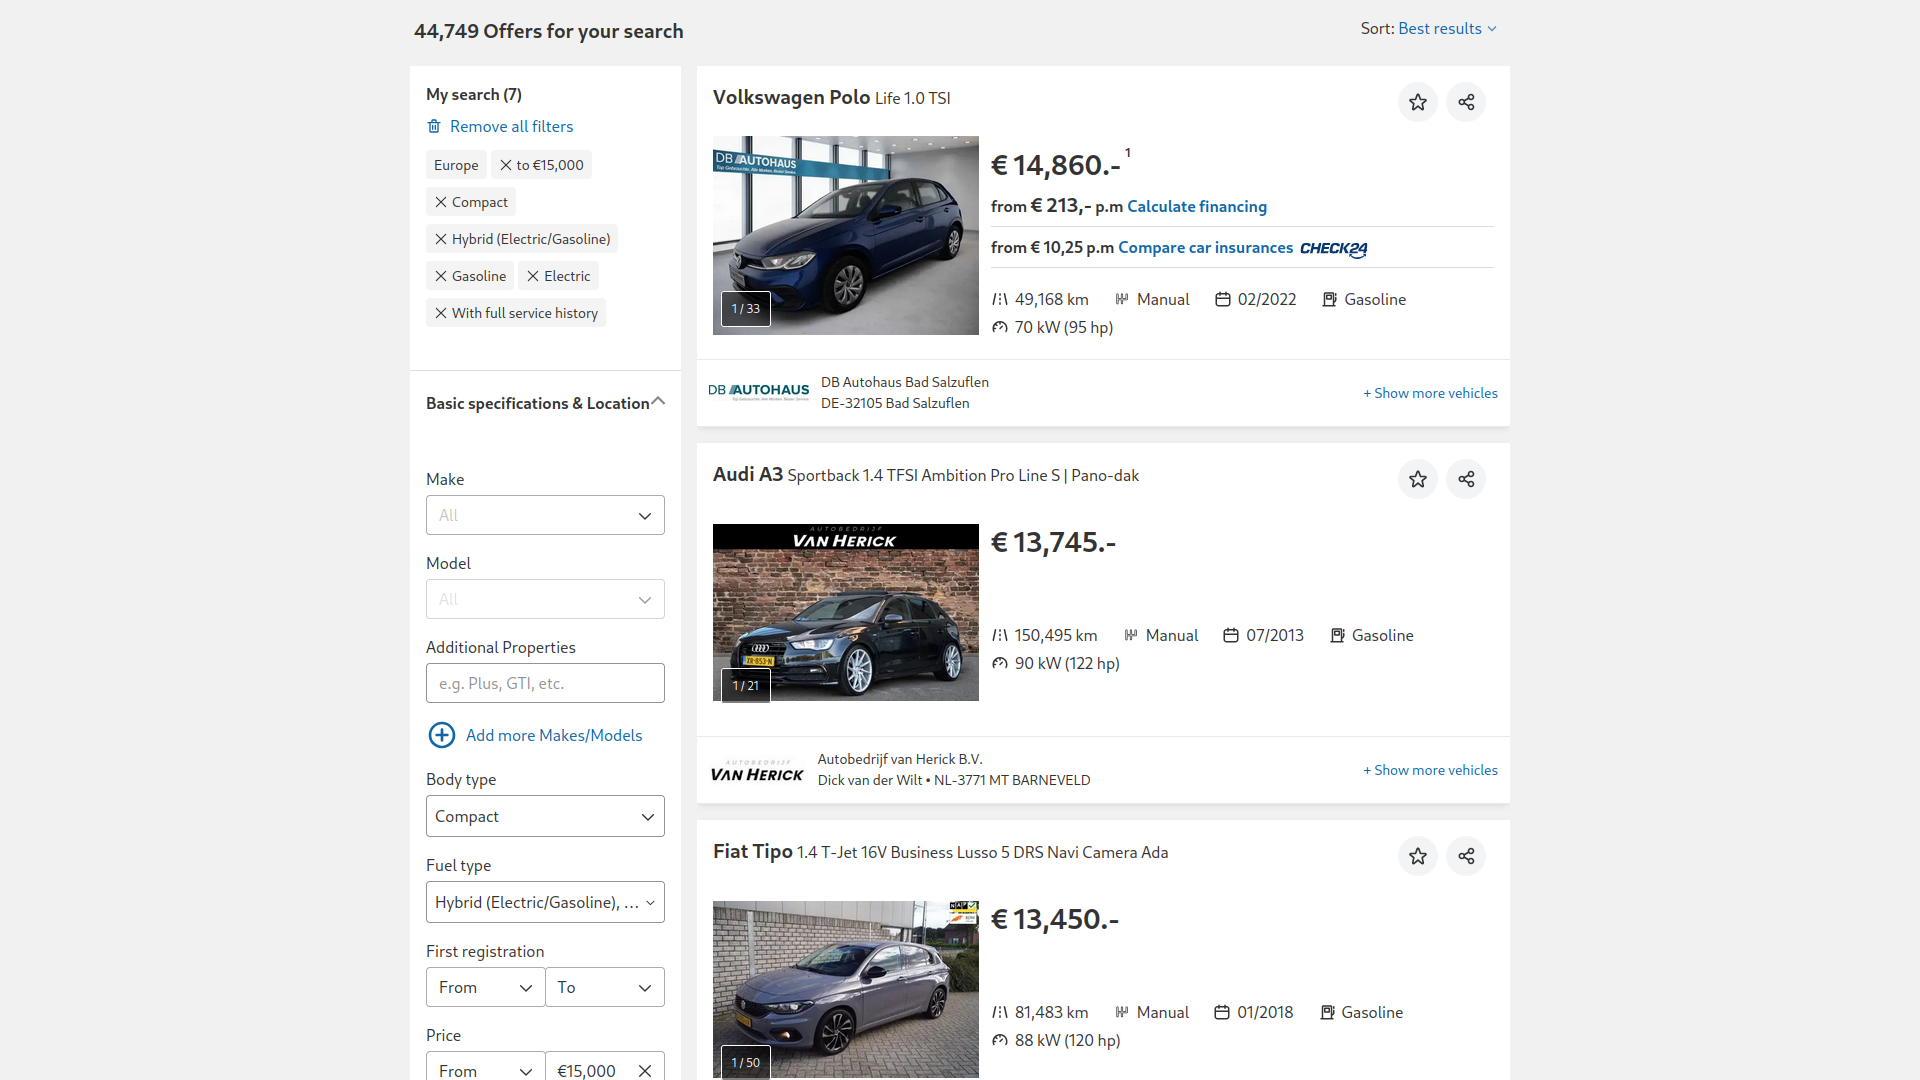 44,749 Offers for your search
Sort: Best results
My search (7)
Remove all filters
Europe
to €15,000
Compact
Hybrid (Electric/Gasoline)
Gasoline
Electric
With full service history
Basic specifications & Location
Make
All
Model
All
Additional Properties
e.g. Plus, GTI, etc.
Add more Makes/Models
Body type
Compact
Fuel type
Hybrid (Electric/Gasoline), ...
First registration
From
To
Price
From
€15,000
Volkswagen Polo Life 1.0 TSI
DB AUTOHAUS
1 / 33
€ 14,860.- 1
from € 213,- p.m Calculate financing
from € 10,25 p.m Compare car insurances CHECK24
49,168 km
Manual
02/2022
Gasoline
70 kW (95 hp)
DB AUTOHAUS
DB Autohaus Bad Salzuflen
DE-32105 Bad Salzuflen
+ Show more vehicles
Audi A3 Sportback 1.4 TFSI Ambition Pro Line S | Pano-dak
AUTOBEDRIJF
VAN HERICK
XR-853-N
1 / 21
€ 13,745.-
150,495 km
Manual
07/2013
Gasoline
90 kW (122 hp)
AUTOBEDRIJF
VAN HERICK
Autobedrijf van Herick B.V.
Dick van der Wilt • NL-3771 MT BARNEVELD
+ Show more vehicles
Fiat Tipo 1.4 T-Jet 16V Business Lusso 5 DRS Navi Camera Ada
NAP
1 / 50
€ 13,450.-
81,483 km
Manual
01/2018
Gasoline
88 kW (120 hp)